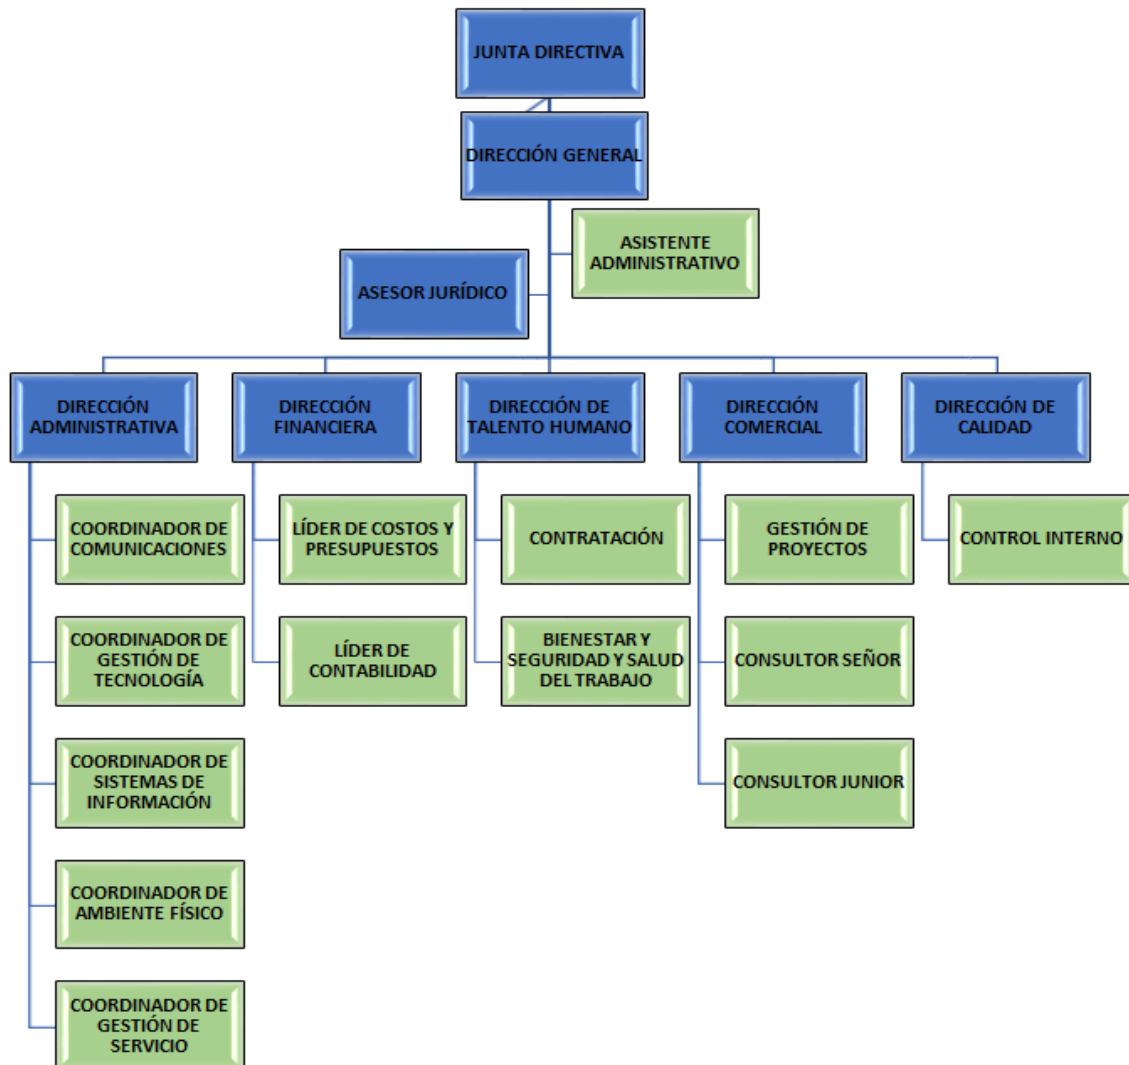 JUNTA DIRECTIVA
DIRECCIÓN GENERAL
ASISTENTE
ADMINISTRATIVO
ASESOR JURÍDICO
DIRECCIÓN
ADMINISTRATIVA
DIRECCIÓN
FINANCIERA
DIRECCIÓN DE
TALENTO HUMANO
DIRECCIÓN
COMERCIAL
DIRECCIÓN DE
CALIDAD
COORDINADOR DE
COMUNICACIONES
LÍDER DE COSTOS Y
PRESUPUESTOS
CONTRATACIÓN
GESTIÓN DE
PROYECTOS
CONTROL INTERNO
COORDINADOR DE
GESTIÓN DE
TECNOLOGÍA
LÍDER DE
CONTABILIDAD
BIENESTAR Y
SEGURIDAD Y SALUD
DEL TRABAJO
CONSULTOR SEÑOR
COORDINADOR DE
SISTEMAS DE
INFORMACIÓN
CONSULTOR JUNIOR
COORDINADOR DE
AMBIENTE FÍSICO
COORDINADOR DE
GESTIÓN DE
SERVICIO